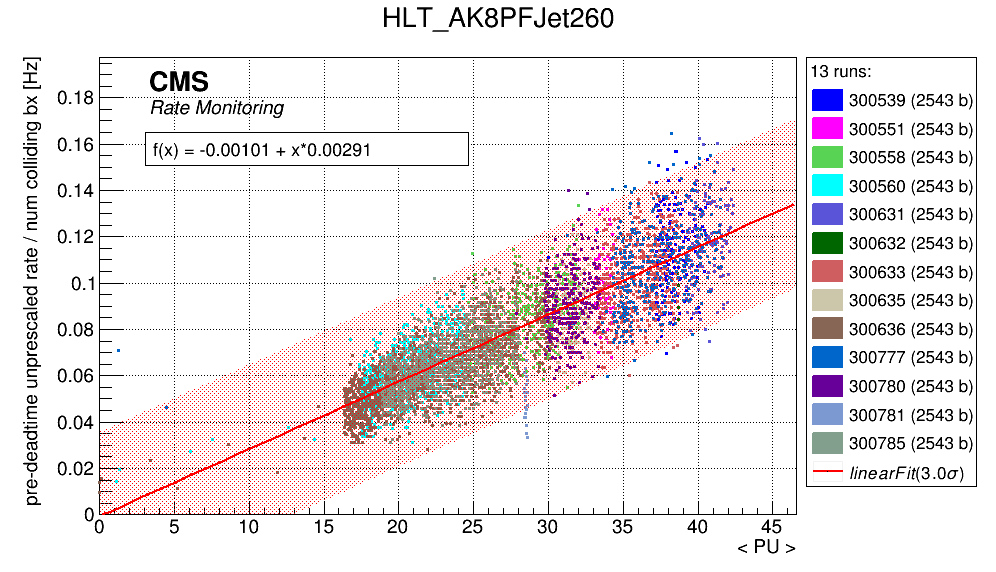 HLT_AK8PFJet260
pre-deadtime unprescaled rate / num colliding bx [Hz]
CMS
Rate Monitoring
f(x) = -0.00101 + x*0.00291
0.18
0.16
0.14
0.12
0.1
0.08
0.06
0.04
0.02
0
0 5 10 15 20 25 30 35 40 45
< PU >
13 runs:
300539 (2543 b)
300551 (2543 b)
300558 (2543 b)
300560 (2543 b)
300631 (2543 b)
300632 (2543 b)
300633 (2543 b)
300635 (2543 b)
300636 (2543 b)
300777 (2543 b)
300780 (2543 b)
300781 (2543 b)
300785 (2543 b)
linearFit(3.0σ)